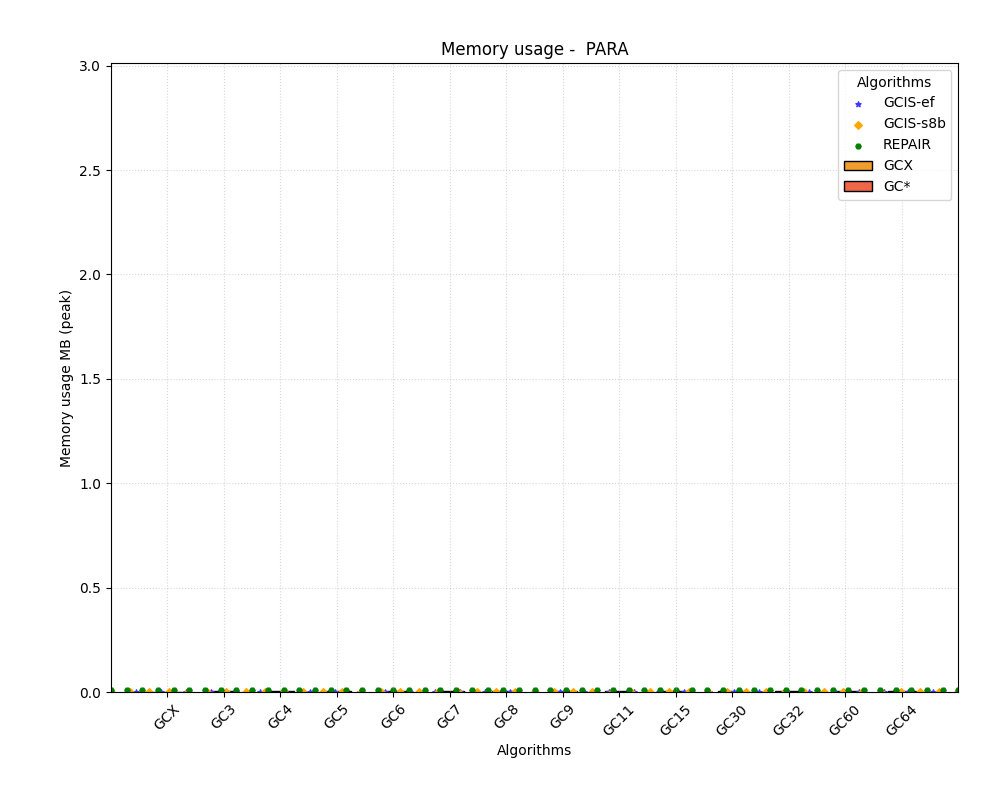 Memory usage -  PARA
Algorithms
GCIS-ef
GCIS-s8b
REPAIR
GCX
GC*
3.0
2.5
2.0
1.5
1.0
0.5
0.0
Memory usage MB (peak)
GCX
GC3
GC4
GC5
GC6
GC7
GC8
GC9
GC11
GC15
GC30
GC32
GC60
GC64
Algorithms